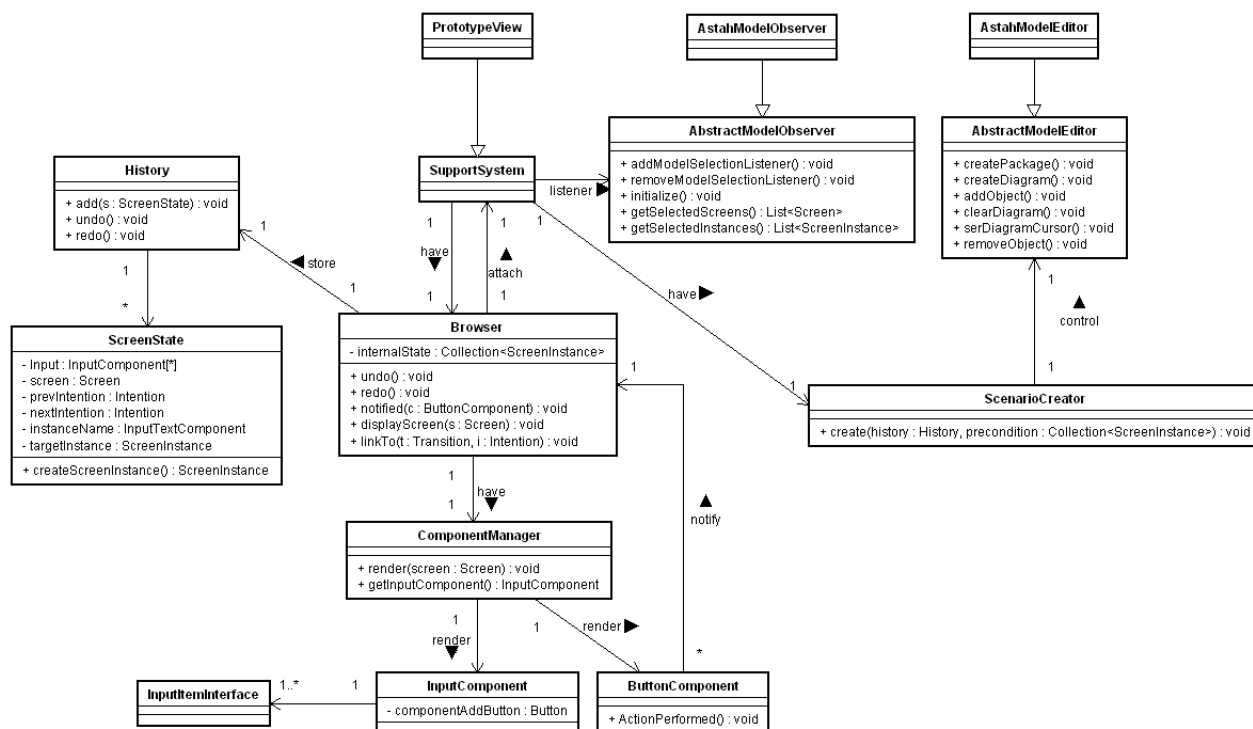 PrototypeView
AstahModelObserver
AstahModelEditor
AbstractModelObserver
+ addModelSelectionListener() : void
+ removeModelSelectionListener() : void
+ initialize() : void
+ getSelectedScreens() : List<Screen>
+ getSelectedInstances() : List<ScreenInstance>
AbstractModelEditor
+ createPackage() : void
+ createDiagram() : void
+ addObject() : void
+ clearDiagram() : void
+ serDiagramCursor() : void
+ removeObject() : void
History
+ add(s : ScreenState) : void
+ undo() : void
+ redo() : void
SupportSystem
listener ▶
1
1
1
1
have
▼
▲
attach
1
1
◀ store
1
1
1
*
have ▶
1
▲
control
1
1
ScreenState
- Input : InputComponent[*]
- screen : Screen
- prevIntention : Intention
- nextIntention : Intention
- instanceName : InputTextComponent
- targetInstance : ScreenInstance
+ createScreenInstance() : ScreenInstance
Browser
- internalState : Collection<ScreenInstance>
+ undo() : void
+ redo() : void
+ notified(c : ButtonComponent) : void
+ displayScreen(s : Screen) : void
+ linkTo(t : Transition, i : Intention) : void
1
ScenarioCreator
+ create(history : History, precondition : Collection<ScreenInstance>) : void
1
have
▼
1
▲
notify
ComponentManager
+ render(screen : Screen) : void
+ getInputComponent() : InputComponent
1
render
▼
1
1
render ▶
*
InputItemInterface
1..*
1
InputComponent
- componentAddButton : Button
ButtonComponent
+ ActionPerformed() : void